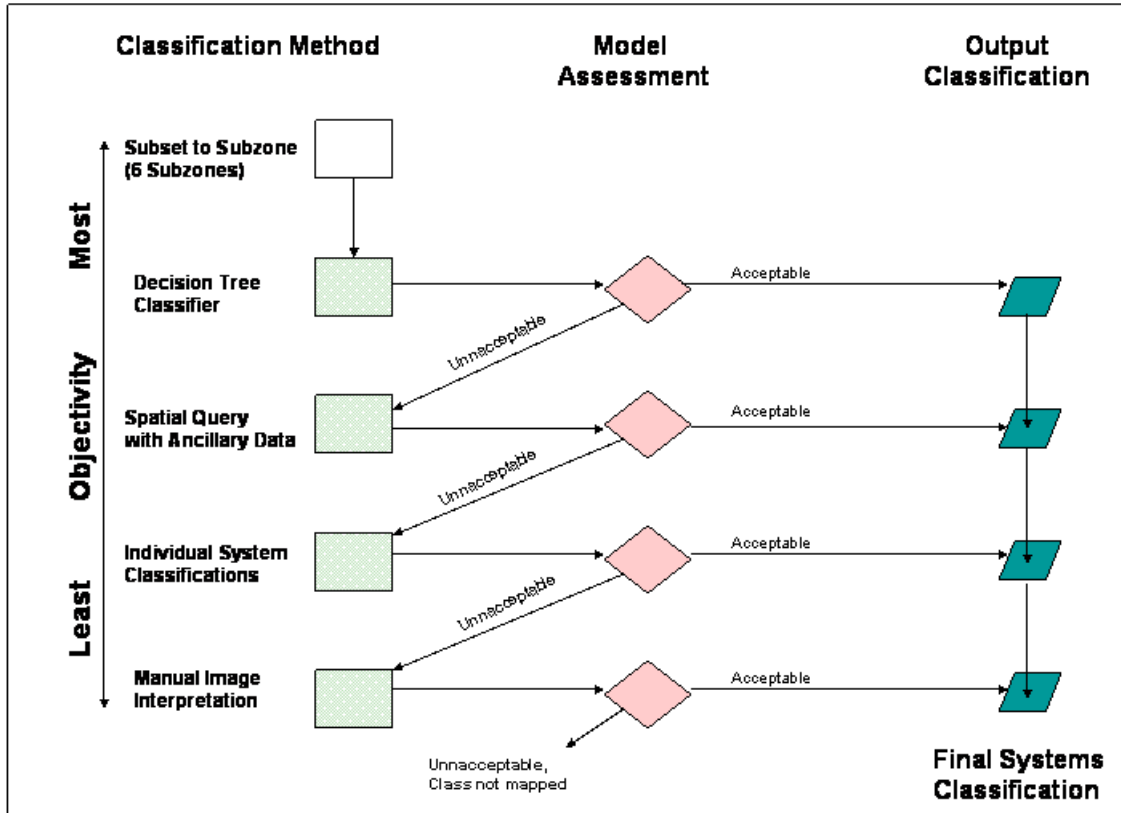 Classification Method
Model
Assessment
Output
Classification
Subset to Subzone
(6 Subzones)
Most
Objectivity
Least
Decision Tree
Classifier
Acceptable
Unnacceptable
Spatial Query
with Ancillary Data
Acceptable
Unnacceptable
Individual System
Classifications
Acceptable
Unnacceptable
Manual Image
Interpretation
Acceptable
Unnacceptable,
Class not mapped
Final Systems
Classification